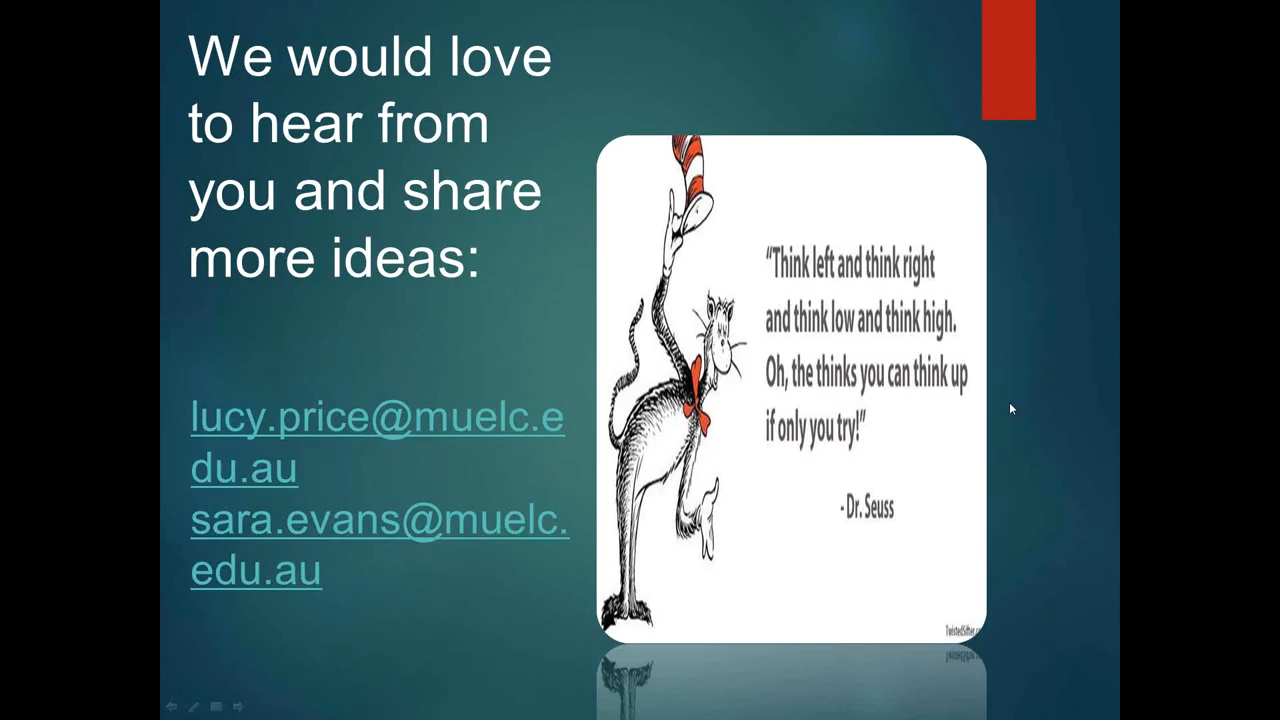 We would love
to hear from
you and share
more ideas:
lucy.price@muelc.e
du.au
sara.evans@muelc.
edu.au
“Think left and think right
and think low and think high.
Oh, the thinks you can think up
if only you try!”
- Dr. Seuss